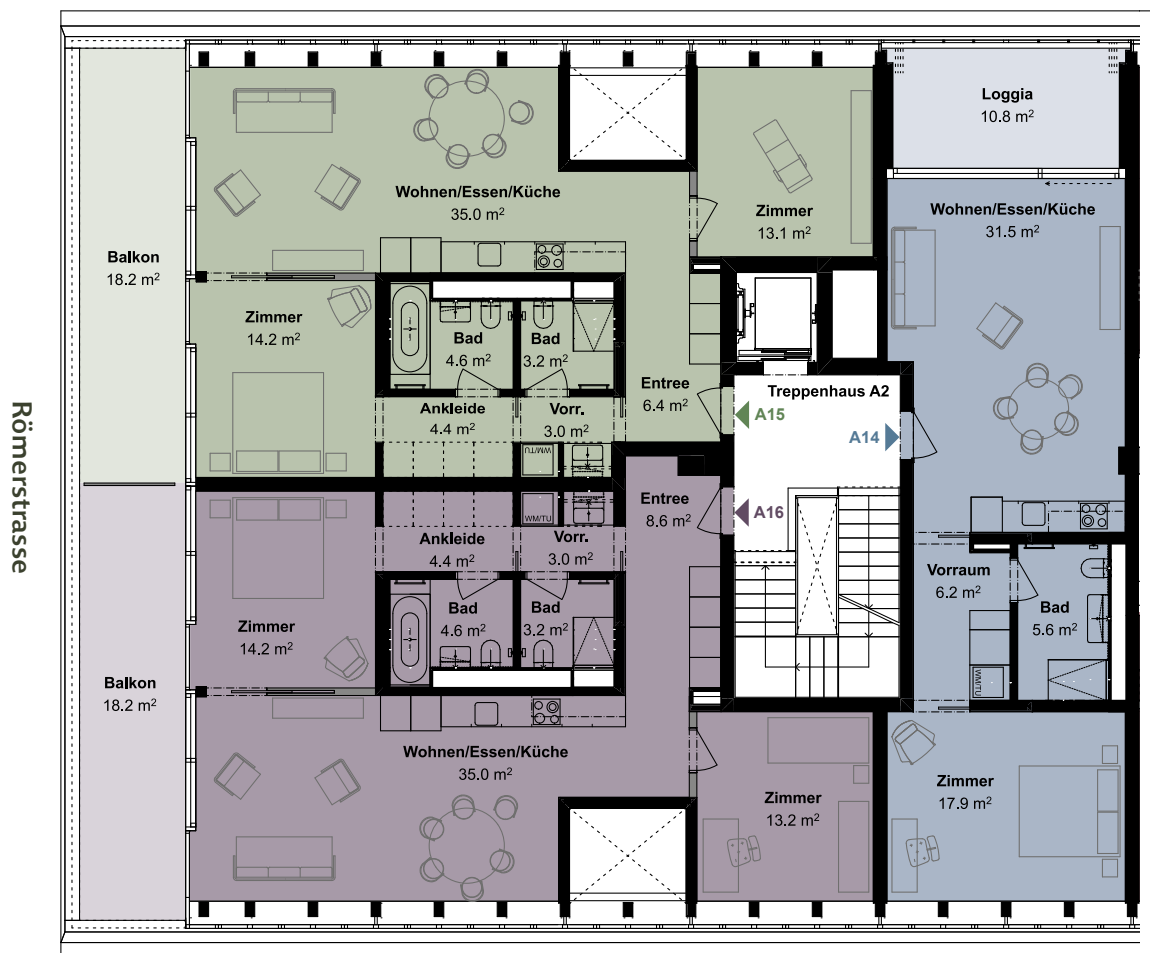 Römerstrasse
Balkon
18.2 m²
Wohnen/Essen/Küche
35.0 m²
Zimmer
13.1 m²
Loggia
10.8 m²
Wohnen/Essen/Küche
31.5 m²
Zimmer
14.2 m²
Bad
4.6 m²
Bad
3.2 m²
Entree
6.4 m²
Ankleide
4.4 m²
Vorr.
3.0 m²
WM/TU
Treppenhaus A2
A15
A14
A16
Entree
8.6 m²
WM/TU
Ankleide
4.4 m²
Vorr.
3.0 m²
Zimmer
14.2 m²
Bad
4.6 m²
Bad
3.2 m²
Vorraum
6.2 m²
Bad
5.6 m²
WM/TU
Balkon
18.2 m²
Wohnen/Essen/Küche
35.0 m²
Zimmer
13.2 m²
Zimmer
17.9 m²